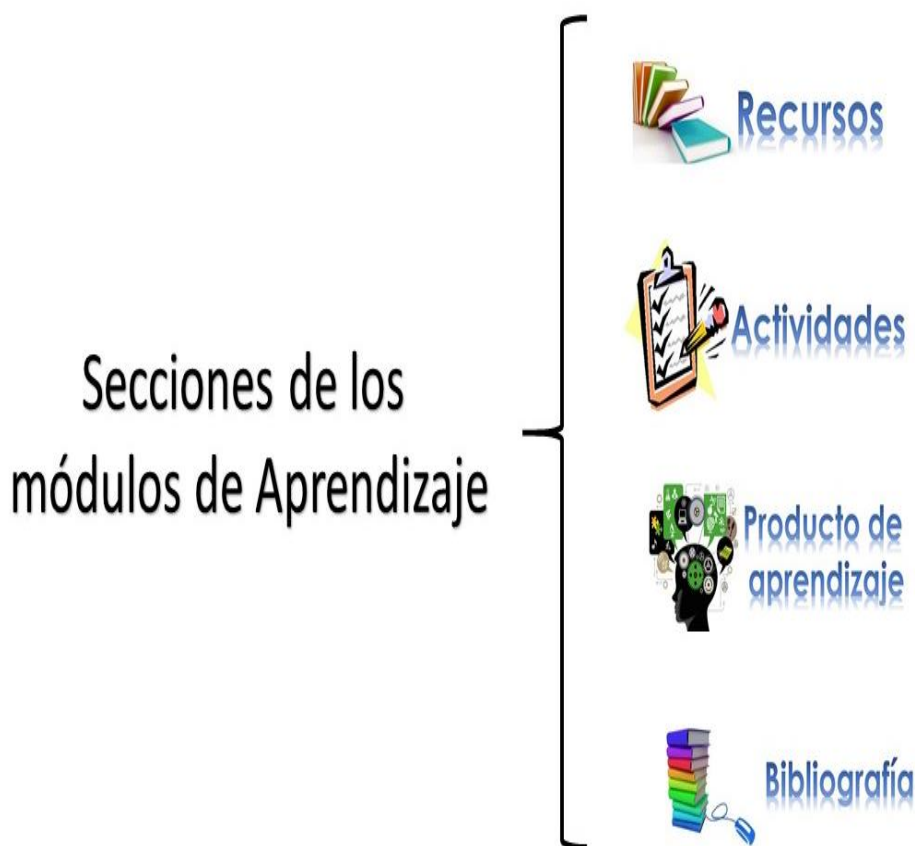 Secciones de los
módulos de Aprendizaje
Recursos
Actividades
Producto de
aprendizaje
Bibliografía